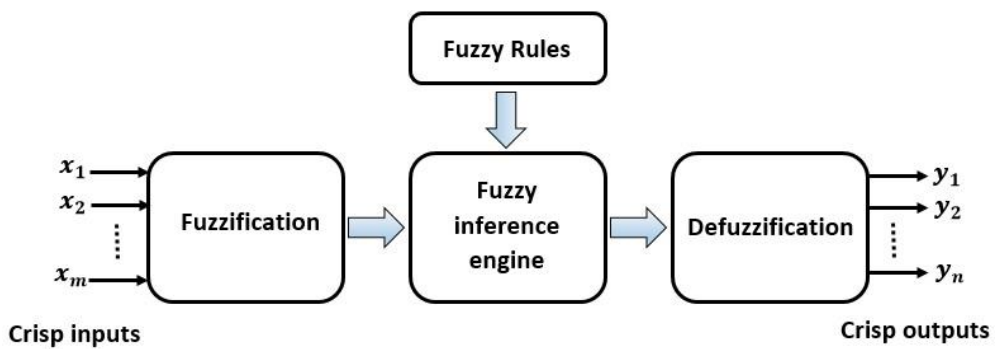 Fuzzy Rules
x₁
x₂
xₘ
Fuzzification
Fuzzy
inference
engine
Defuzzification
y₁
y₂
yₙ
Crisp inputs
Crisp outputs